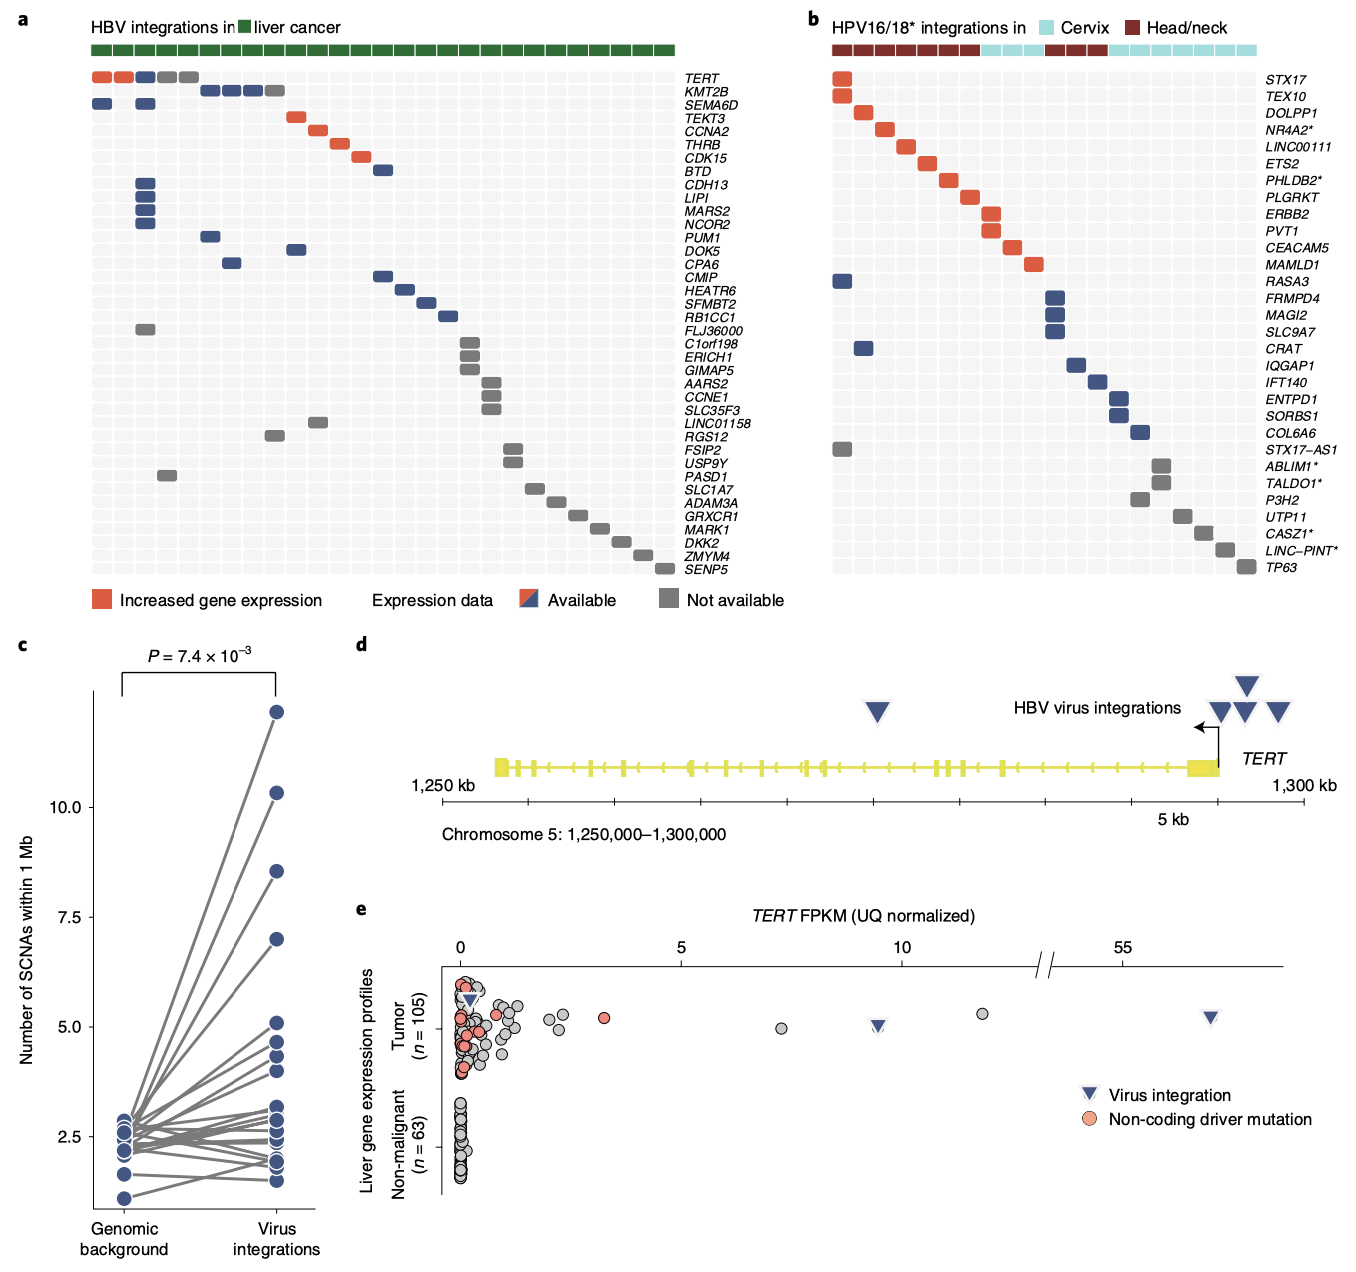 a
HBV integrations in liver cancer
TERT
KMT2B
SEMA6D
TEKT3
CCNA2
THRB
CDK15
BTD
CDH13
LIPI
MARS2
NCOR2
PUM1
DOK5
CPA6
CMIP
HEATR6
SFMBT2
RB1CC1
FLJ36000
C1orf198
ERICH1
GIMAP5
AARS2
CCNE1
SLC35F3
LINC01158
RGS12
FSIP2
USP9Y
PASD1
SLC1A7
ADAM3A
GRXCR1
MARK1
DKK2
ZMYM4
SENP5
b
HPV16/18* integrations in Cervix Head/neck
STX17
TEX10
DOLPP1
NR4A2*
LINC00111
ETS2
PHLDB2*
PLGRKT
ERBB2
PVT1
CEACAM5
MAMLD1
RASA3
FRMPD4
MAGI2
SLC9A7
CRAT
IQGAP1
IFT140
ENTPD1
SORBS1
COL6A6
STX17–AS1
ABLIM1*
TALDO1*
P3H2
UTP11
CASZ1*
LINC–PINT*
TP63
Increased gene expression Expression data Available Not available
c
P = 7.4 × 10–3
Number of SCNAs within 1 Mb
10.0
7.5
5.0
2.5
Genomic background
Virus integrations
d
HBV virus integrations
TERT
1,250 kb 1,300 kb
5 kb
Chromosome 5: 1,250,000–1,300,000
e
TERT FPKM (UQ normalized)
0 5 10 55
Liver gene expression profiles
Tumor
(n = 105)
Non-malignant
(n = 63)
Virus integration
Non-coding driver mutation